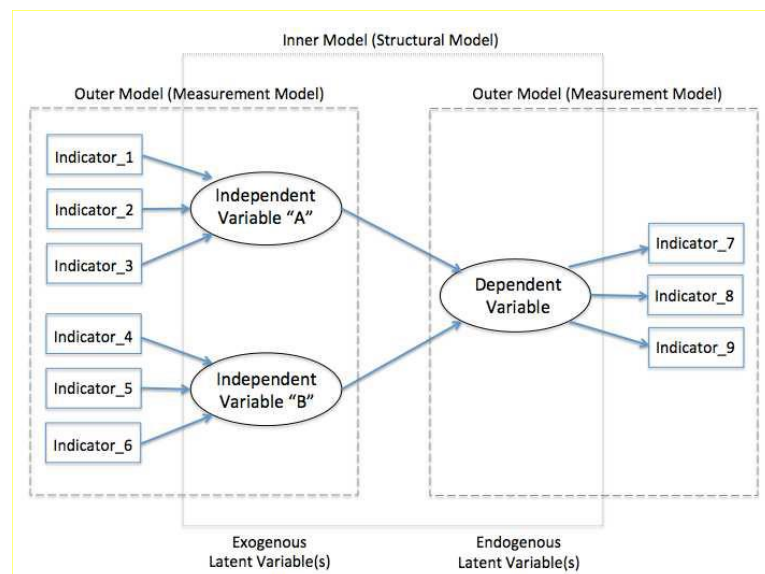 Inner Model (Structural Model)
Outer Model (Measurement Model)
Outer Model (Measurement Model)
Indicator_1
Indicator_2
Indicator_3
Independent
Variable “A”
Indicator_4
Indicator_5
Indicator_6
Independent
Variable “B”
Dependent
Variable
Indicator_7
Indicator_8
Indicator_9
Exogenous
Latent Variable(s)
Endogenous
Latent Variable(s)